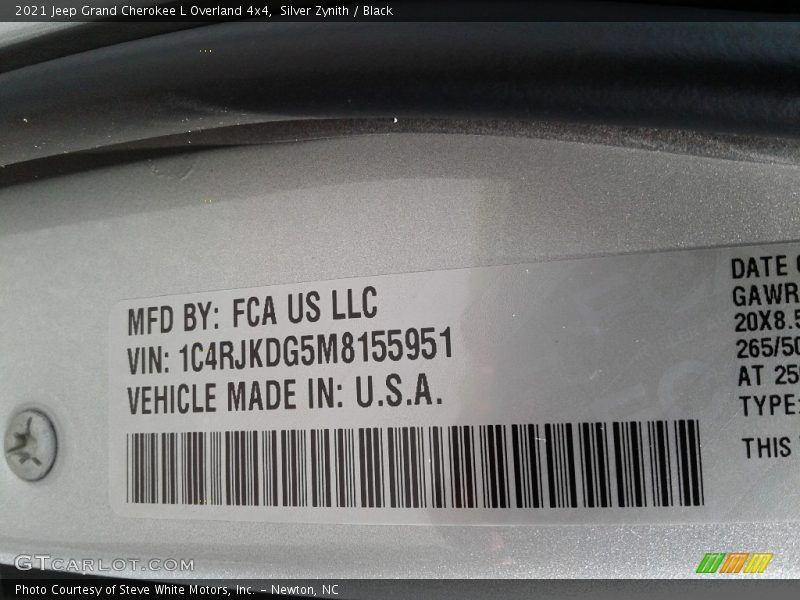 2021 Jeep Grand Cherokee L Overland 4x4, Silver Zynith / Black
MFD BY: FCA US LLC
VIN: 1C4RJKDG5M8155951
VEHICLE MADE IN: U.S.A.
DATE
GAWR
20X8.5
265/50
AT 250
TYPE:
THIS
GTCARLOT.COM
Photo Courtesy of Steve White Motors, Inc. - Newton, NC